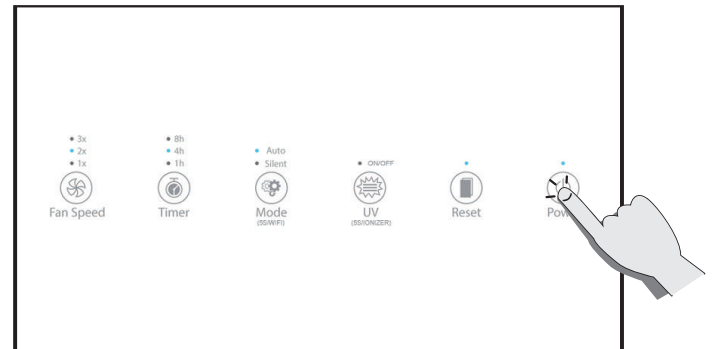 3x
2x
1x
Fan Speed
8h
4h
1h
Timer
Auto
Silent
Mode
(5S/WIFI)
ON/OFF
UV
(5S/IONIZER)
Reset